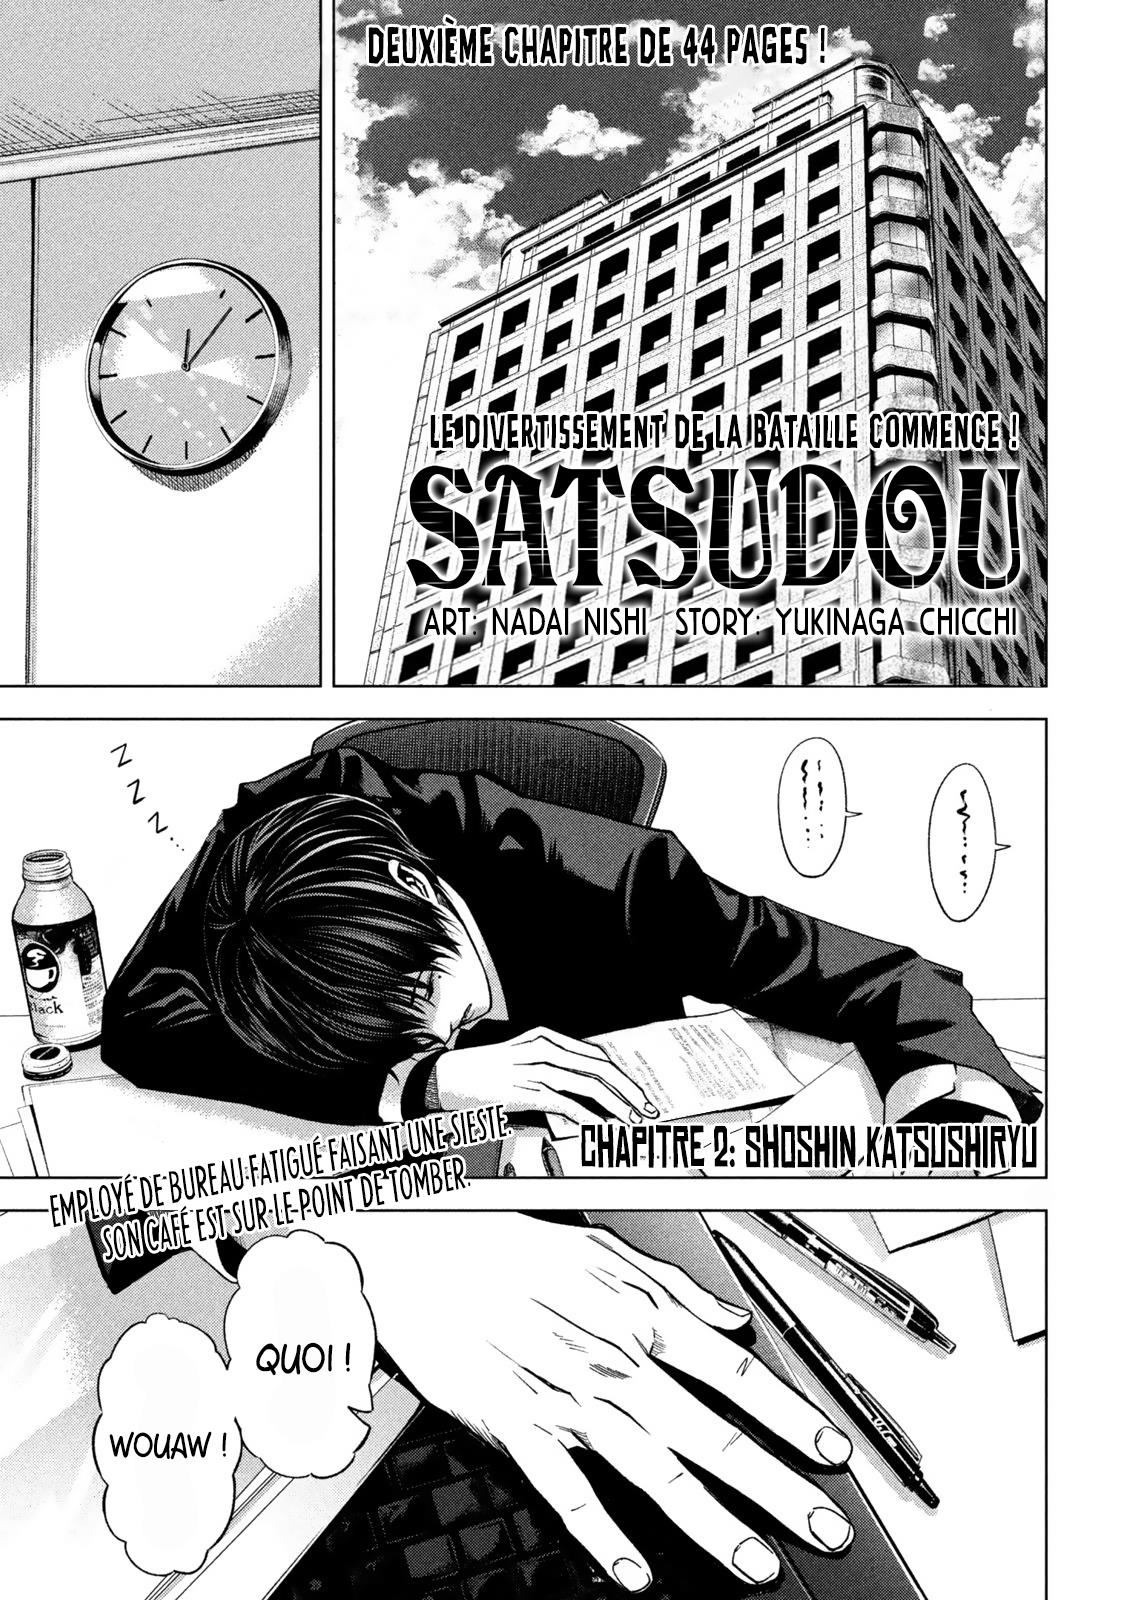 DEUXIÈME CHAPITRE DE 44 PAGES !
LE DIVERTISSEMENT DE LA BATAILLE COMMENCE !
SATSUDOU
ART: NADAI NISHI STORY: YUKINAGA CHICCHI
Z
Z
Z...
Black
CHAPITRE 2: SHOSHIN KATSUSHIRYU
EMPLOYÉ DE BUREAU FATIGUÉ FAISANT UNE SIESTE.
SON CAFÉ EST SUR LE POINT DE TOMBER.
QUOI !
WOUAW !